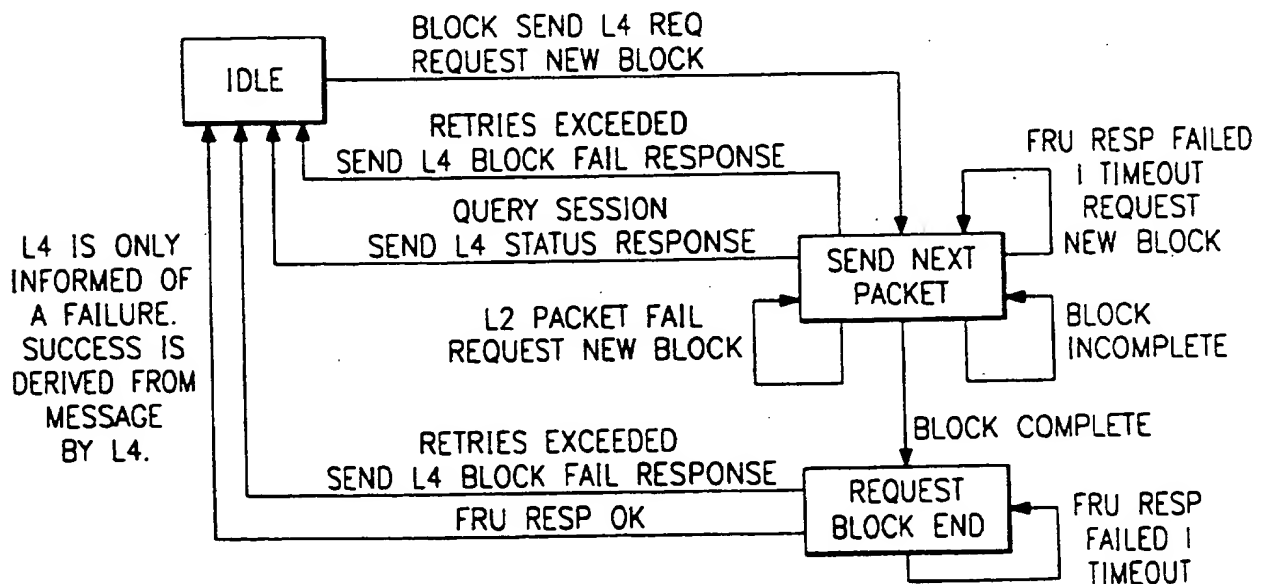 BLOCK SEND L4 REQ
REQUEST NEW BLOCK
IDLE
RETRIES EXCEEDED
SEND L4 BLOCK FAIL RESPONSE
QUERY SESSION
SEND L4 STATUS RESPONSE
FRU RESP FAILED
I TIMEOUT
REQUEST
NEW BLOCK
L4 IS ONLY
INFORMED OF
A FAILURE.
SUCCESS IS
DERIVED FROM
MESSAGE
BY L4.
SEND NEXT
PACKET
L2 PACKET FAIL
REQUEST NEW BLOCK
BLOCK
INCOMPLETE
BLOCK COMPLETE
RETRIES EXCEEDED
SEND L4 BLOCK FAIL RESPONSE
FRU RESP OK
REQUEST
BLOCK END
FRU RESP
FAILED I
TIMEOUT